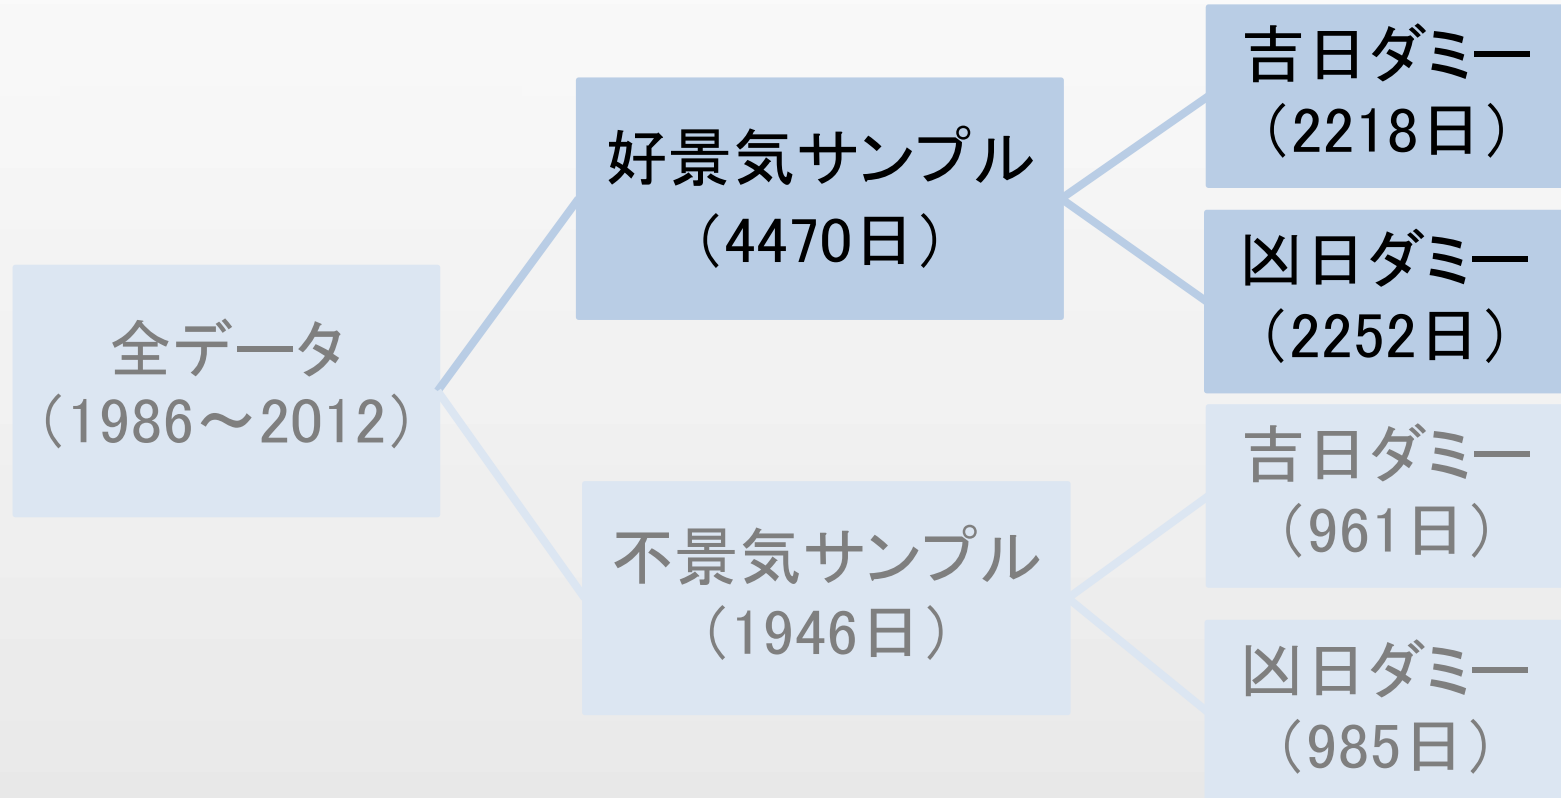 全データ
（1986～2012）
好景気サンプル
（4470日）
吉日ダミー
（2218日）
凶日ダミー
（2252日）
不景気サンプル
（1946日）
吉日ダミー
（961日）
凶日ダミー
（985日）